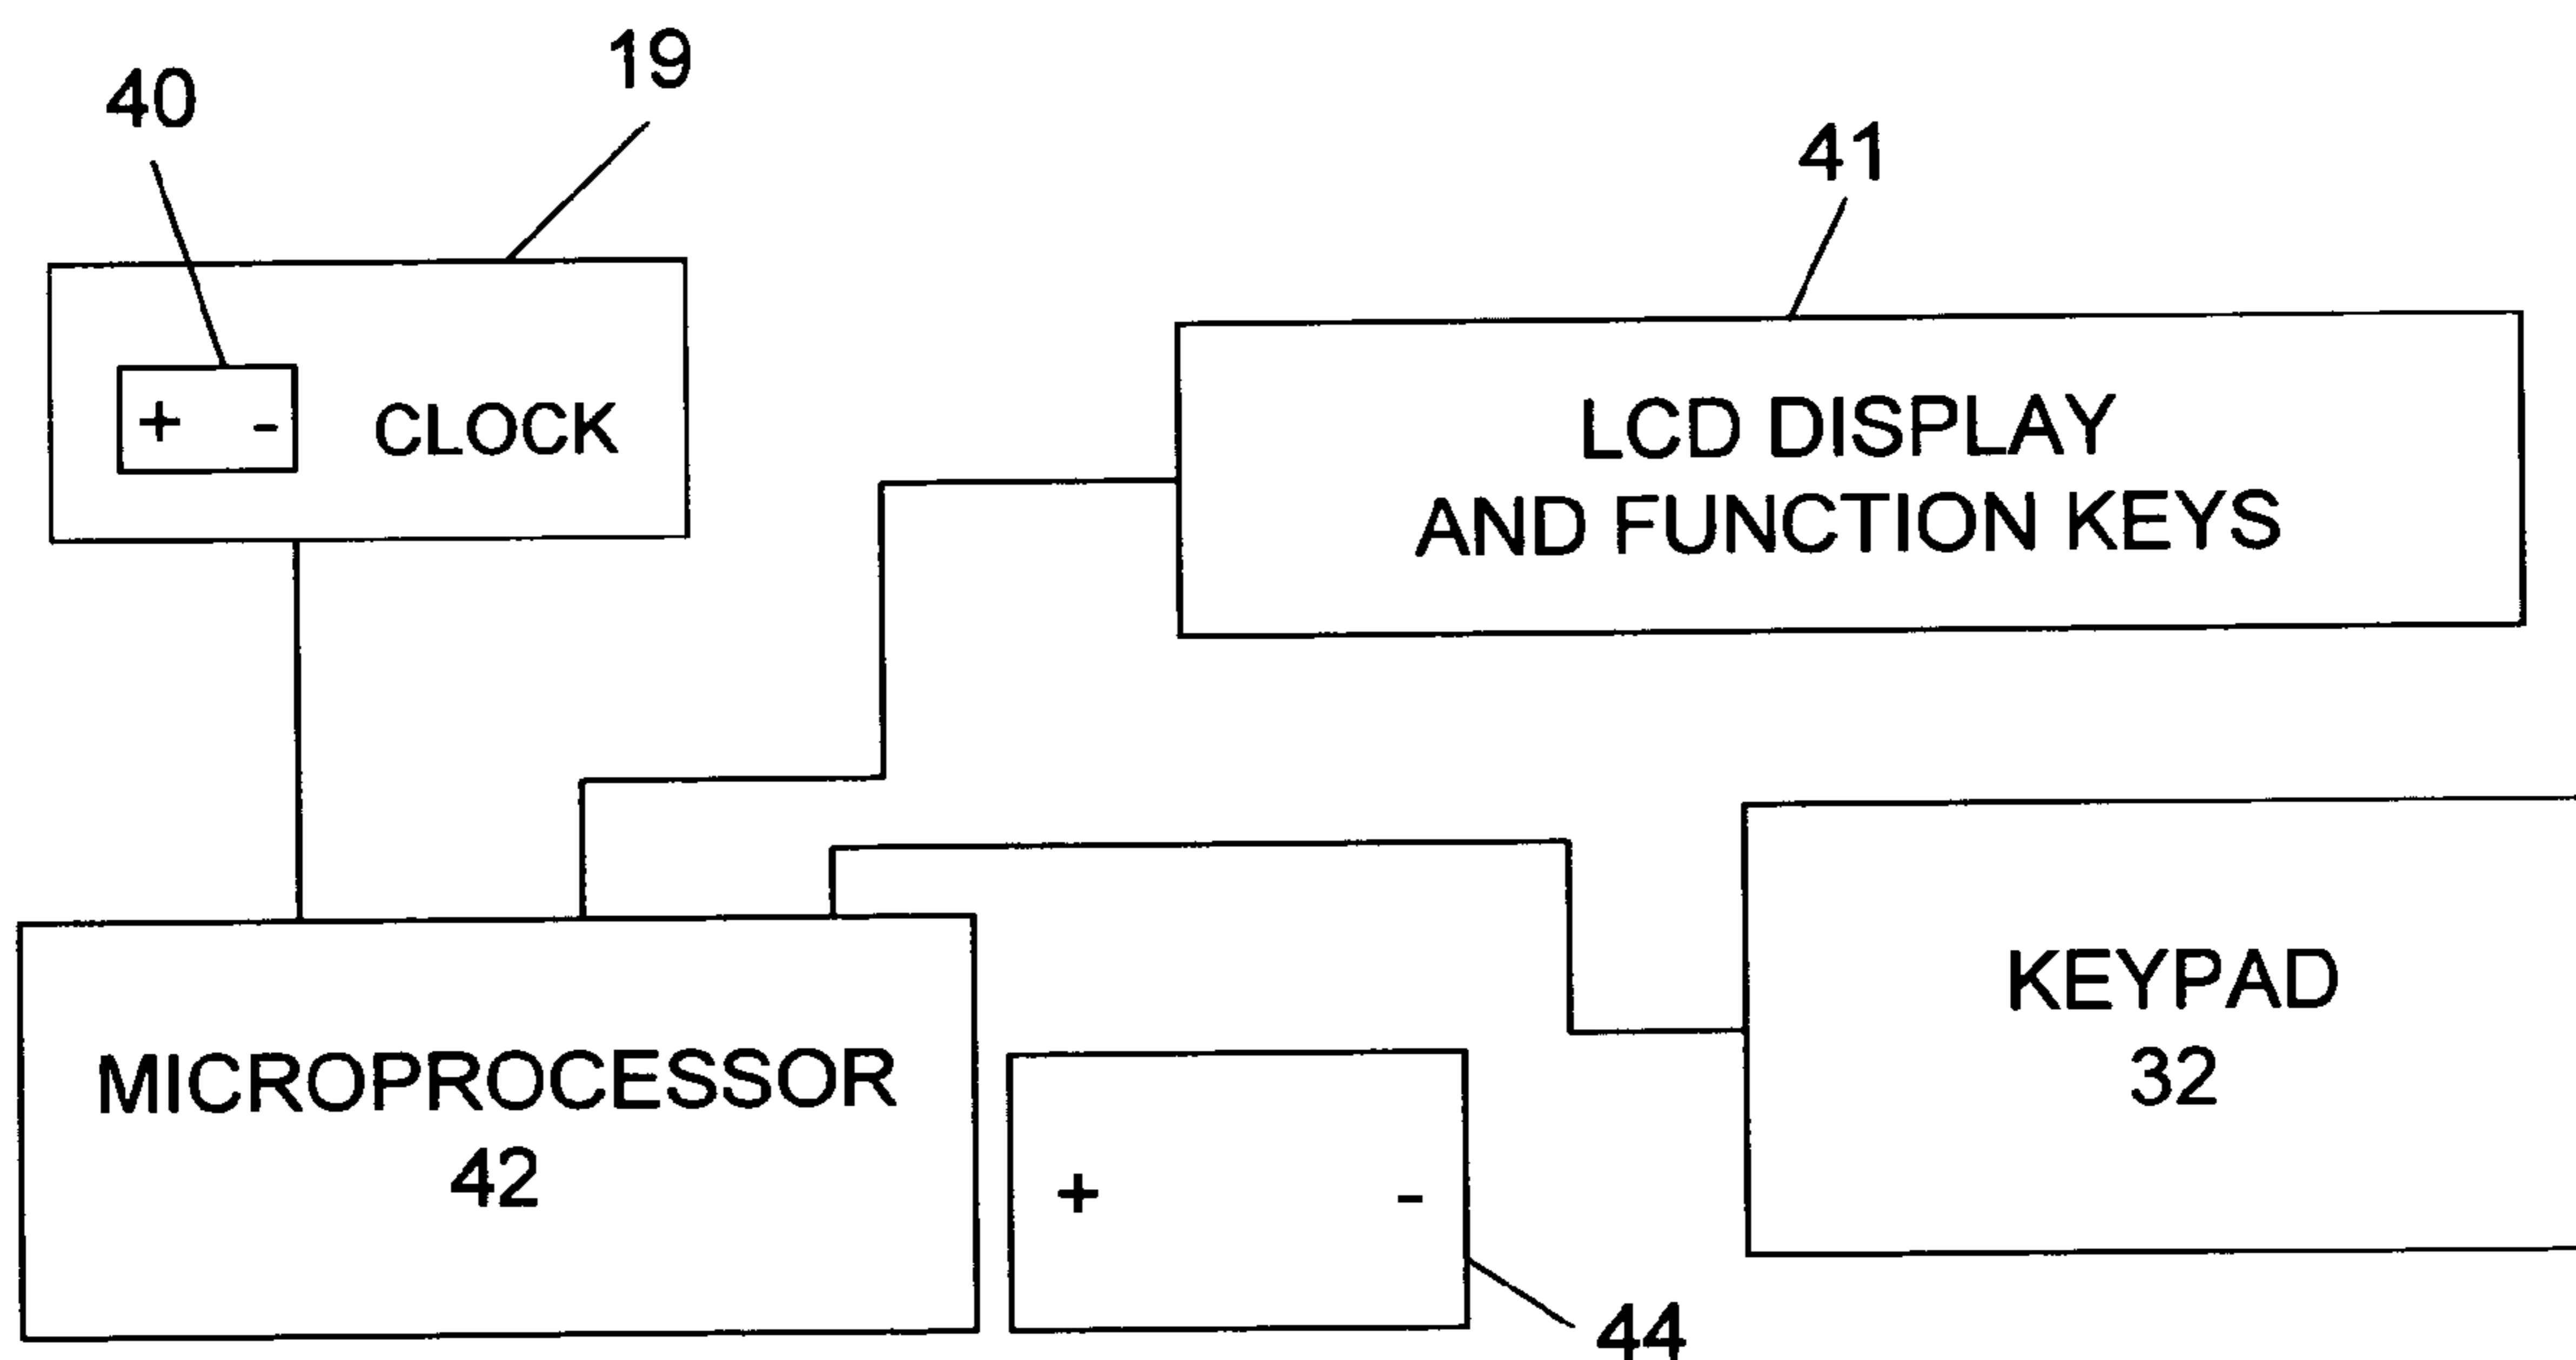 19
40
41
+ - CLOCK
LCD DISPLAY
AND FUNCTION KEYS
KEYPAD
32
MICROPROCESSOR
42
+ -
44